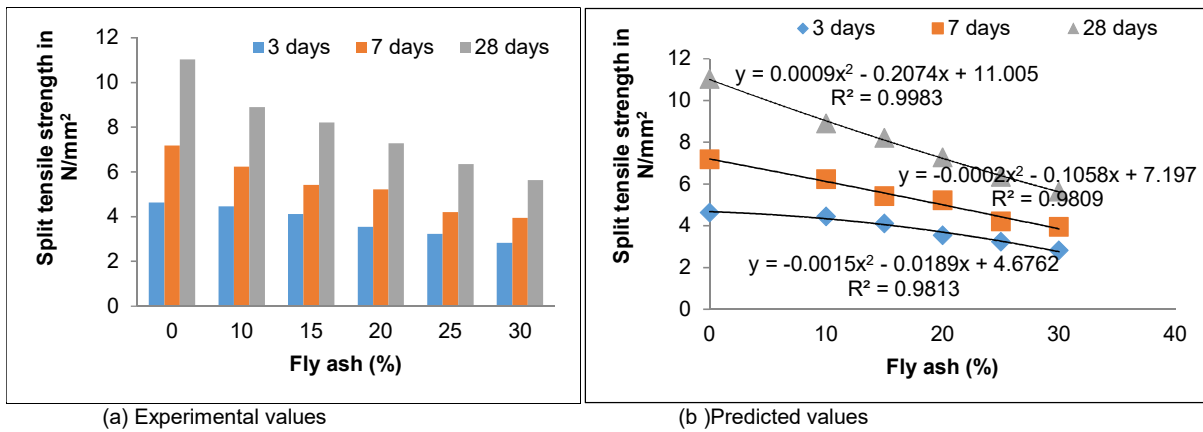 Split tensile strength in
N/mm²
12
10
8
6
4
2
0
3 days
7 days
28 days
0
10
15
20
25
30
Fly ash (%)
(a) Experimental values
Split tensile strength in
N/mm²
12
10
8
6
4
2
0
3 days
7 days
28 days
y = 0.0009x² - 0.2074x + 11.005
R² = 0.9983
y = -0.0002x² - 0.1058x + 7.197
R² = 0.9809
y = -0.0015x² - 0.0189x + 4.6762
R² = 0.9813
0
10
20
30
40
Fly ash (%)
(b )Predicted values